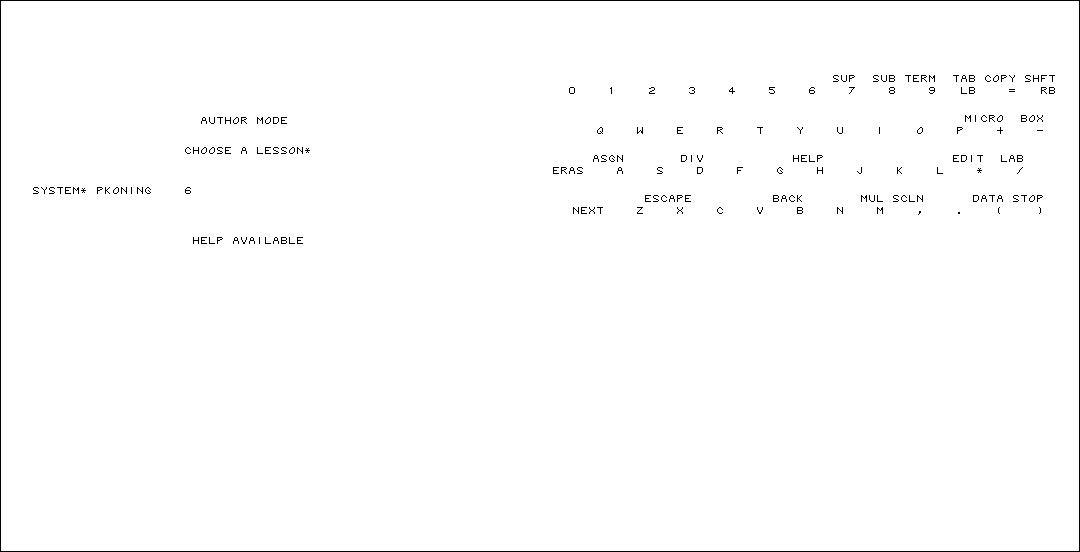 AUTHOR MODE
CHOOSE A LESSON*
SYSTEM* PKONING 6
HELP AVAILABLE
SUP SUB TERM TAB COPY SHFT
0 1 2 3 4 5 6 7 8 9 LB = RB
MICRO BOX
Q W E R T Y U I O P + -
ASGN DIV HELP EDIT LAB
ERAS A S D F G H J K L * /
ESCAPE BACK MUL SCLN DATA STOP
NEXT Z X C V B N M , . ( )